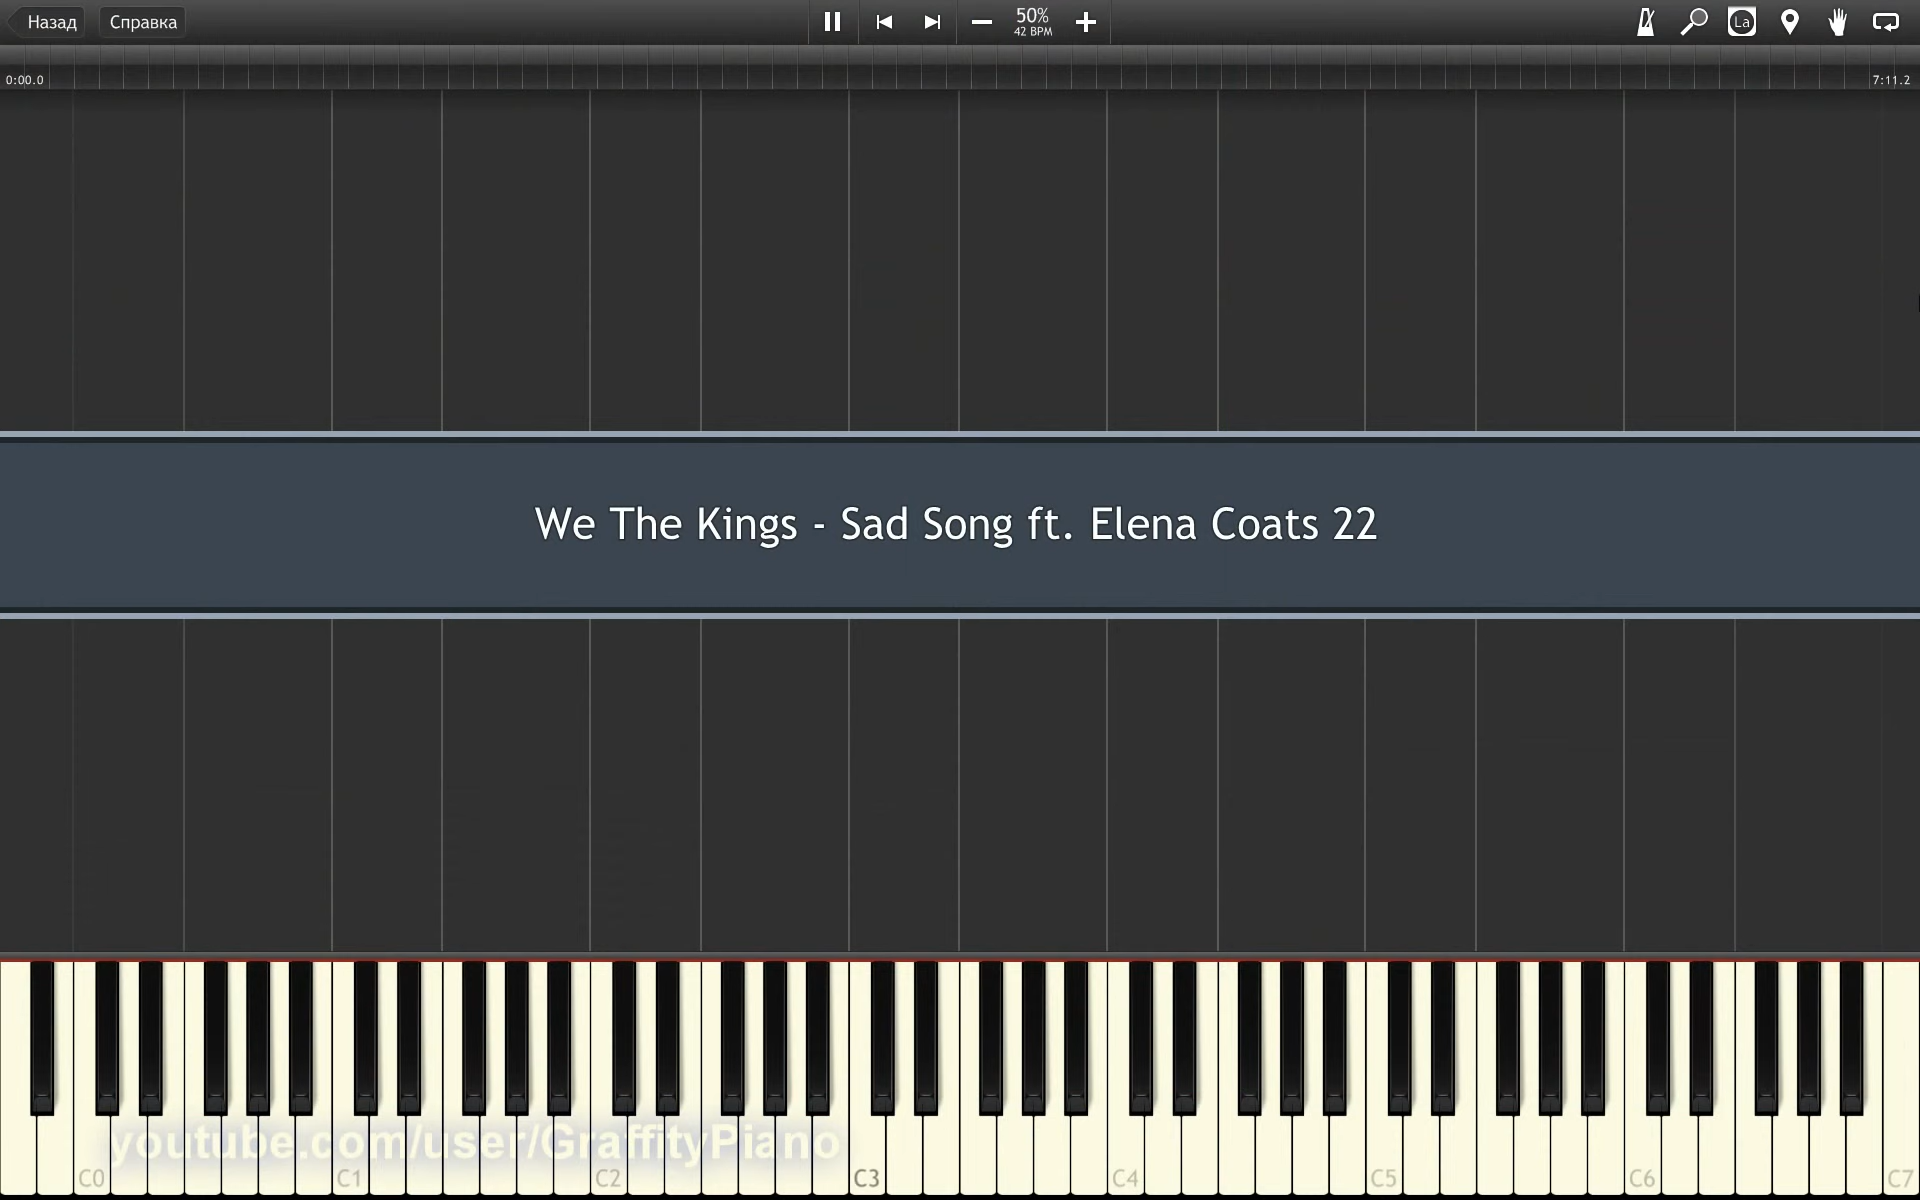 Назад Справка 50% La
42 BPM
0:00.0 7:11.2
We The Kings - Sad Song ft. Elena Coats 22
youtube.com/user/GraffityPiano
C0 C1 C2 C3 C4 C5 C6 C7